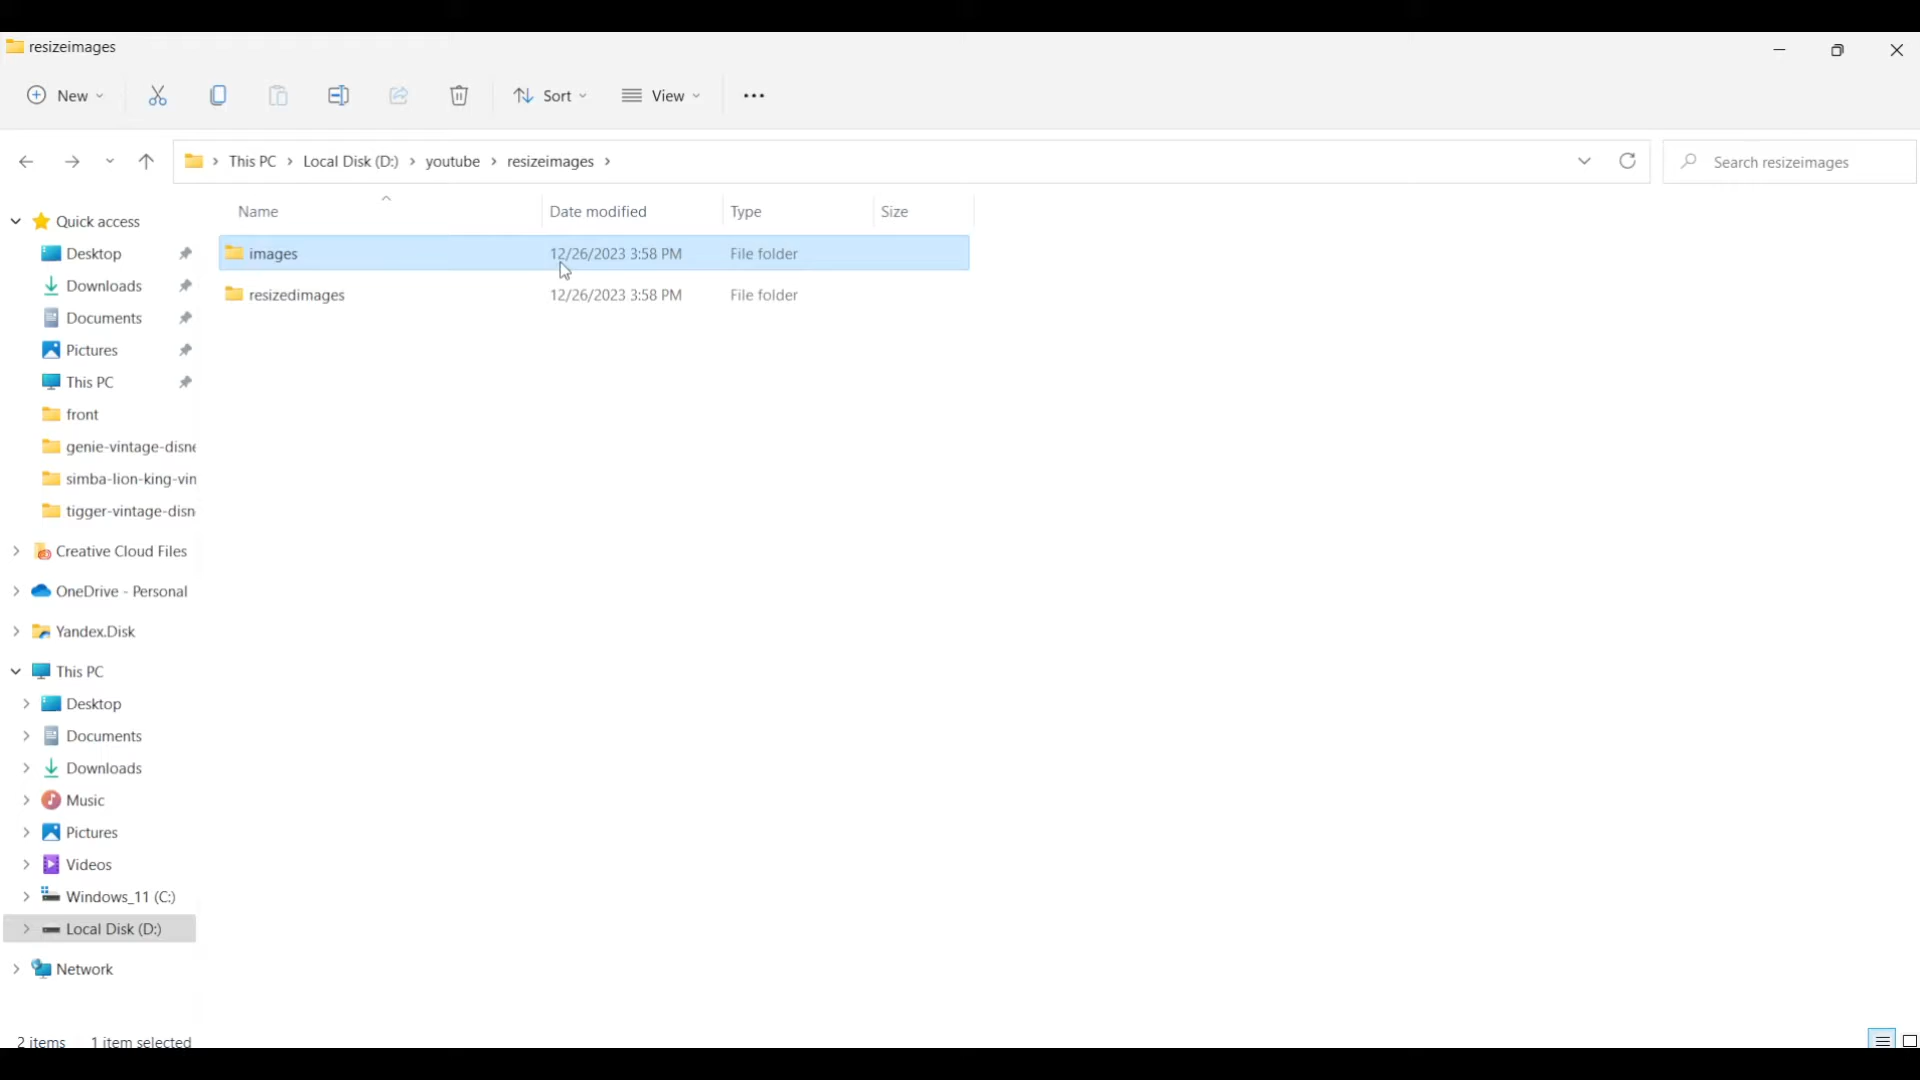 resizeimages
New Sort View
This PC Local Disk (D:) youtube resizeimages Search resizeimages
Name Date modified Type Size
images 12/26/2023 3:58 PM File folder
resizedimages 12/26/2023 3:58 PM File folder
Quick access
Desktop
Downloads
Documents
Pictures
This PC
front
genie-vintage-disne
simba-lion-king-vin
tigger-vintage-disn
Creative Cloud Files
OneDrive - Personal
Yandex.Disk
This PC
Desktop
Documents
Downloads
Music
Pictures
Videos
Windows_11 (C:)
Local Disk (D:)
Network
2 items 1 item selected